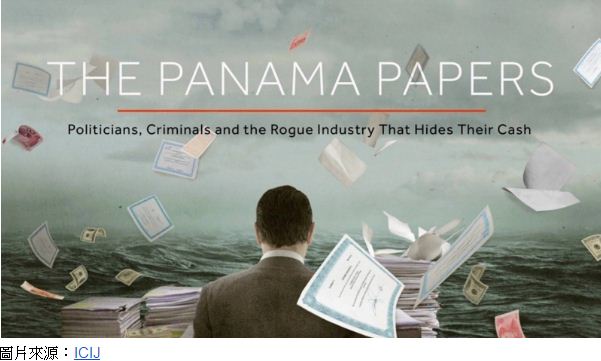 THE PANAMA PAPERS
Politicians, Criminals and the Rogue Industry That Hides Their Cash
圖片來源：ICIJ